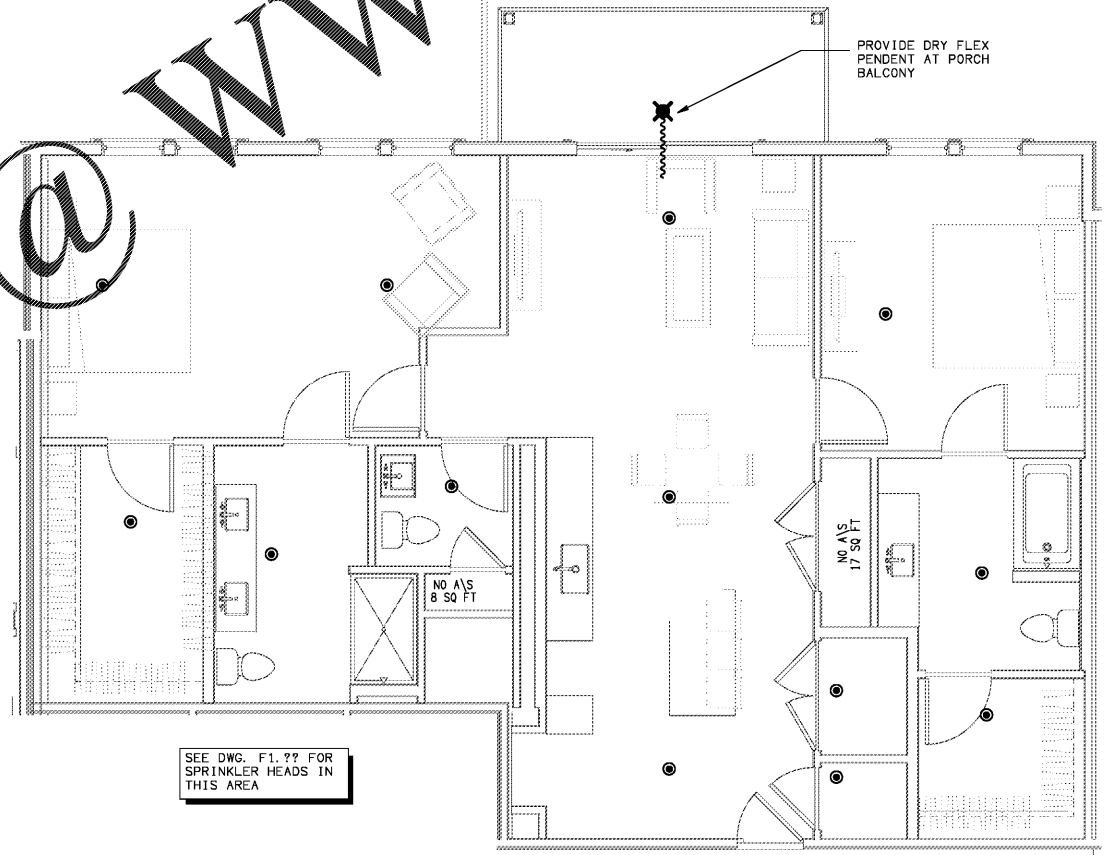 @ WW
PROVIDE DRY FLEX
PENDENT AT PORCH
BALCONY
NO A\S
17 SQ FT
NO A\S
8 SQ FT
SEE DWG. F1.?? FOR
SPRINKLER HEADS IN
THIS AREA